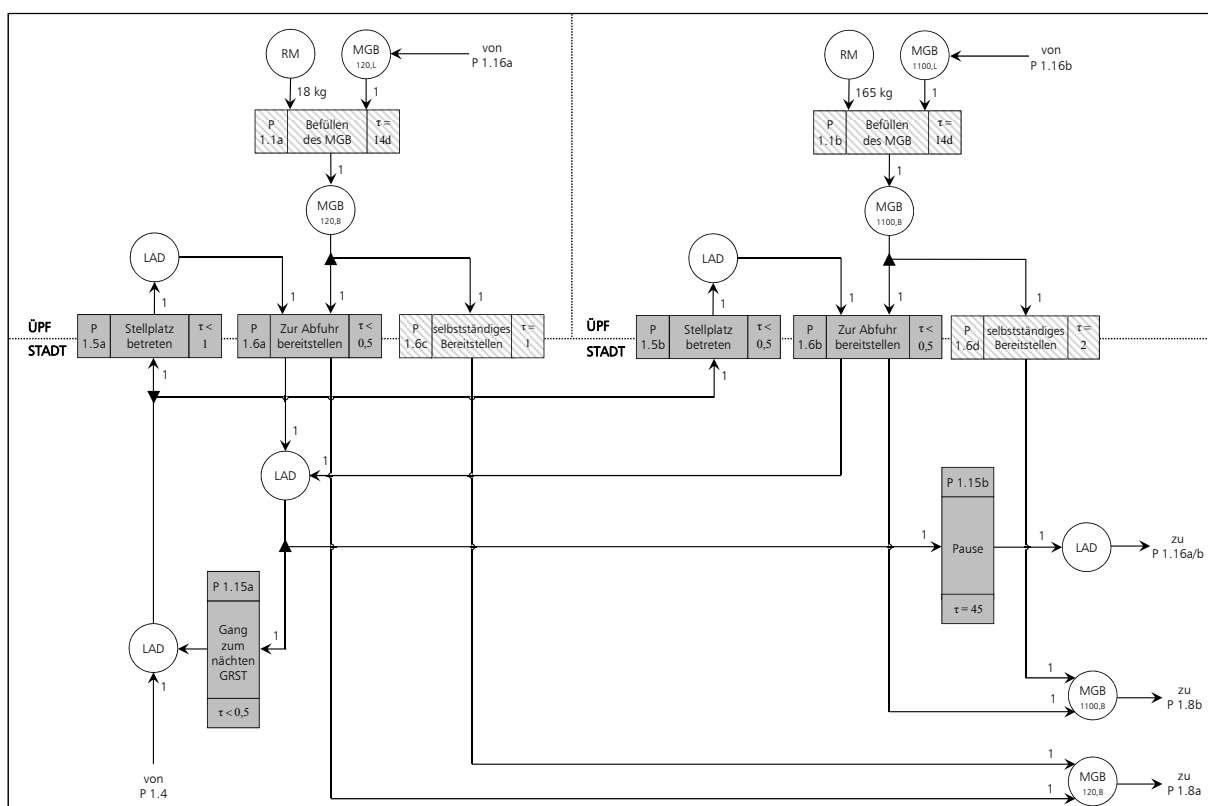 RM
MGB
120,L
von
P 1.16a
18 kg
1
P
1.1a
Befüllen
des MGB
τ =
14d
1
MGB
120,B
RM
MGB
1100,L
von
P 1.16b
165 kg
1
P
1.1b
Befüllen
des MGB
τ =
14d
1
MGB
1100,B
LAD
1
1
1
1
LAD
1
1
1
1
ÜPF
STADT
P
1.5a
Stellplatz
betreten
τ <
1
P
1.6a
Zur Abfuhr
bereitstellen
τ <
0,5
P
1.6c
selbstständiges
Bereitstellen
τ =
1
ÜPF
STADT
P
1.5b
Stellplatz
betreten
τ <
0,5
P
1.6b
Zur Abfuhr
bereitstellen
τ <
0,5
P
1.6d
selbstständiges
Bereitstellen
τ =
2
1
1
1
1
LAD
P 1.15b
Pause
τ = 45
1
1
LAD
zu
P 1.16a/b
P 1.15a
Gang
zum
nächten
GRST
τ < 0,5
1
LAD
1
von
P 1.4
1
1
MGB
1100,B
zu
P 1.8b
1
1
MGB
120,B
zu
P 1.8a